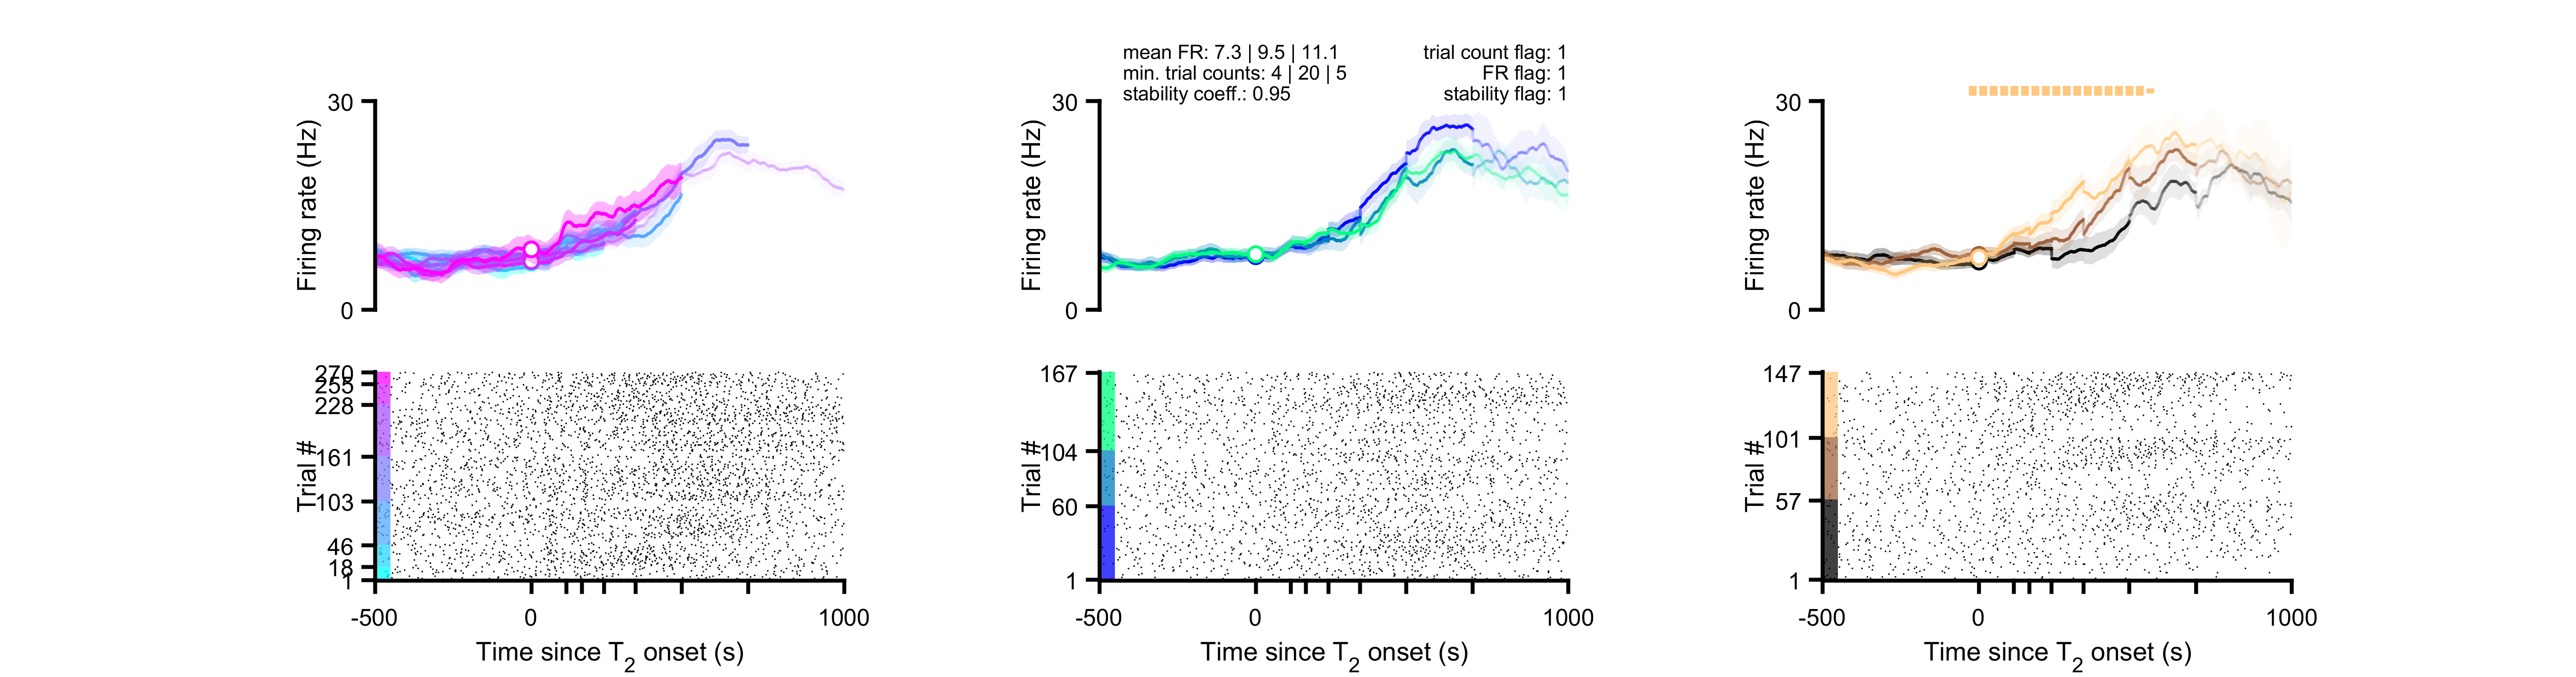 mean FR: 7.3 | 9.5 | 11.1
min. trial counts: 4 | 20 | 5
stability coeff.: 0.95
trial count flag: 1
FR flag: 1
stability flag: 1
30
0
Firing rate (Hz)
30
0
Firing rate (Hz)
30
0
Firing rate (Hz)
270
255
228
161
103
46
18
1
Trial #
-500
0
1000
Time since T2 onset (s)
167
104
60
1
Trial #
-500
0
1000
Time since T2 onset (s)
147
101
57
1
Trial #
-500
0
1000
Time since T2 onset (s)